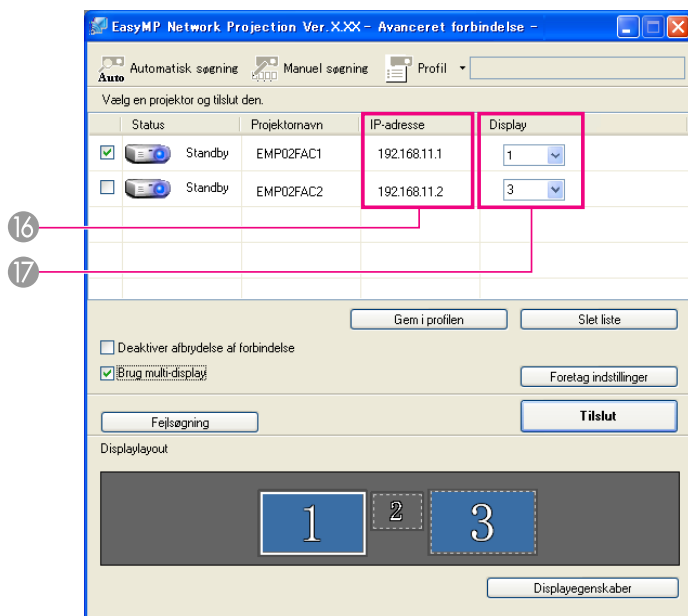 EasyMP Network Projection Ver.X.XX - Avanceret forbindelse -
Auto Automatisk søgning Manuel søgning Profil
Vælg en projektor og tilslut den.
Status Projektornavn IP-adresse Display
Standby EMP02FAC1 192.168.11.1 1
Standby EMP02FAC2 192.168.11.2 3
16
17
Gem i profilen Slet liste
Deaktiver afbrydelse af forbindelse
Brug multi-display
Foretag indstillinger
Fejlsøgning Tilslut
Displaylayout
1 2 3
Displayegenskaber